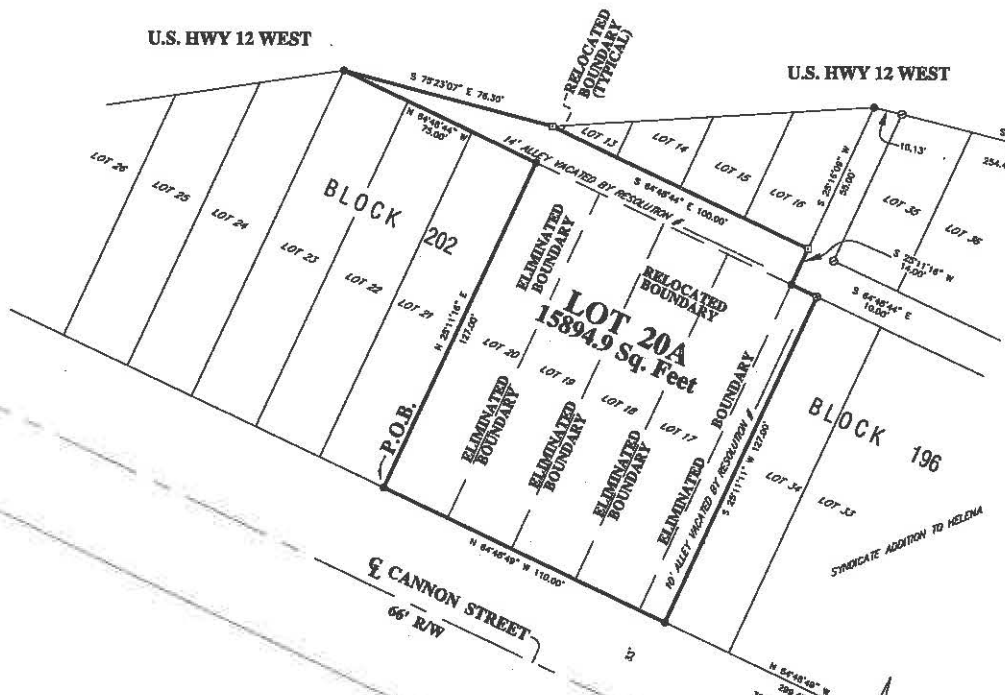 U.S. HWY 12 WEST
S 75°23'07" E 76.30'
RELOCATED
BOUNDARY
(TYPICAL)
U.S. HWY 12 WEST
N 64°48'44" W
75.00'
LOT 13
LOT 14
LOT 15
LOT 16
S 25°15'09" W
55.00'
10.13'
254.4
LOT 35
LOT 36
14' ALLEY VACATED BY RESOLUTION #
S 64°48'44" E 100.00'
S 25°11'16" W
14.00'
S 64°48'44" E
10.00'
LOT 26
LOT 25
LOT 24
LOT 23
LOT 22
LOT 21
BLOCK 202
N 25°11'16" E
127.00'
ELIMINATED
BOUNDARY
RELOCATED
BOUNDARY
LOT 20A
15894.9 Sq. Feet
LOT 20
LOT 19
LOT 18
LOT 17
ELIMINATED
BOUNDARY
ELIMINATED
BOUNDARY
ELIMINATED
BOUNDARY
ELIMINATED BOUNDARY
10' ALLEY VACATED BY RESOLUTION #
S 25°11'11" W 127.00'
BLOCK 196
LOT 34
LOT 33
SYNDICATE ADDITION TO HELENA
P.O.B.
N 64°48'49" W 110.00'
℄ CANNON STREET
66' R/W
N 64°48'49" W